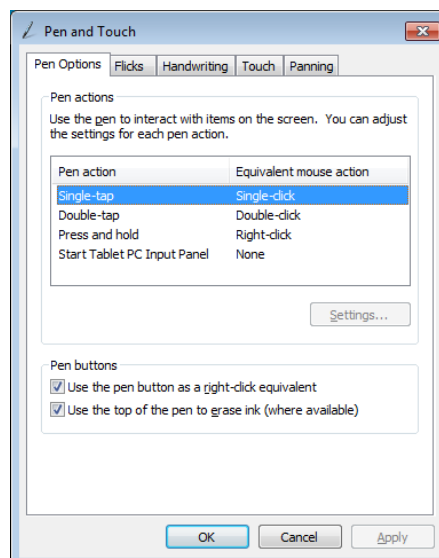 Pen and Touch
Pen Options Flicks Handwriting Touch Panning
Pen actions
Use the pen to interact with items on the screen. You can adjust
the settings for each pen action.
Pen action Equivalent mouse action
Single-tap Single-click
Double-tap Double-click
Press and hold Right-click
Start Tablet PC Input Panel None
Settings...
Pen buttons
Use the pen button as a right-click equivalent
Use the top of the pen to erase ink (where available)
OK Cancel Apply